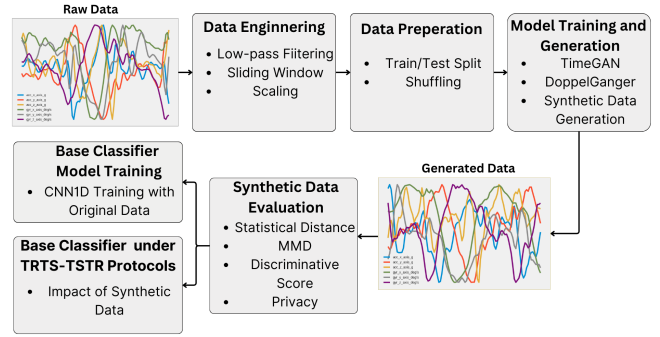 Raw Data
Data Enginnering
Low-pass Fiitering
Sliding Window
Scaling
Data Preperation
Train/Test Split
Shuffling
Model Training and
Generation
TimeGAN
DoppelGanger
Synthetic Data
Generation
Base Classifier
Model Training
CNN1D Training with
Original Data
Base Classifier under
TRTS-TSTR Protocols
Impact of Synthetic
Data
Synthetic Data
Evaluation
Statistical Distance
MMD
Discriminative
Score
Privacy
Generated Data